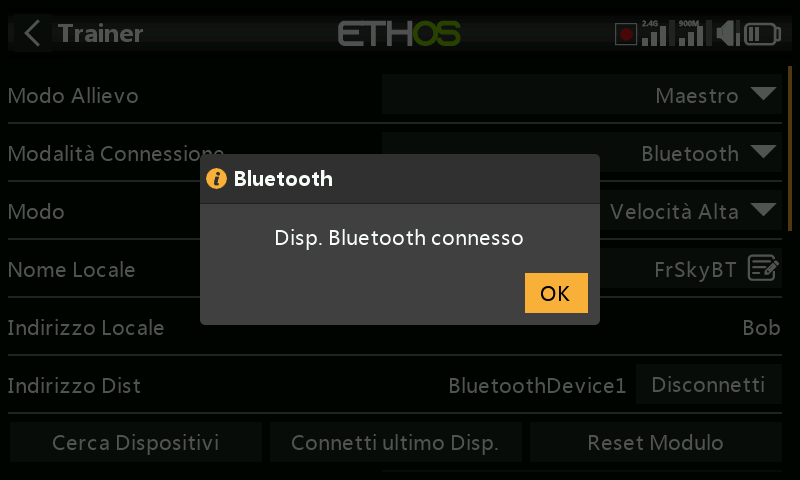 Trainer
ETHOS
2.4G
900M
Modo Allievo
Maestro
Modalità Connessione
Bluetooth
Bluetooth
Modo
Velocità Alta
Disp. Bluetooth connesso
Nome Locale
FrSkyBT
OK
Indirizzo Locale
Bob
Indirizzo Dist
BluetoothDevice1
Disconnetti
Cerca Dispositivi
Connetti ultimo Disp.
Reset Modulo